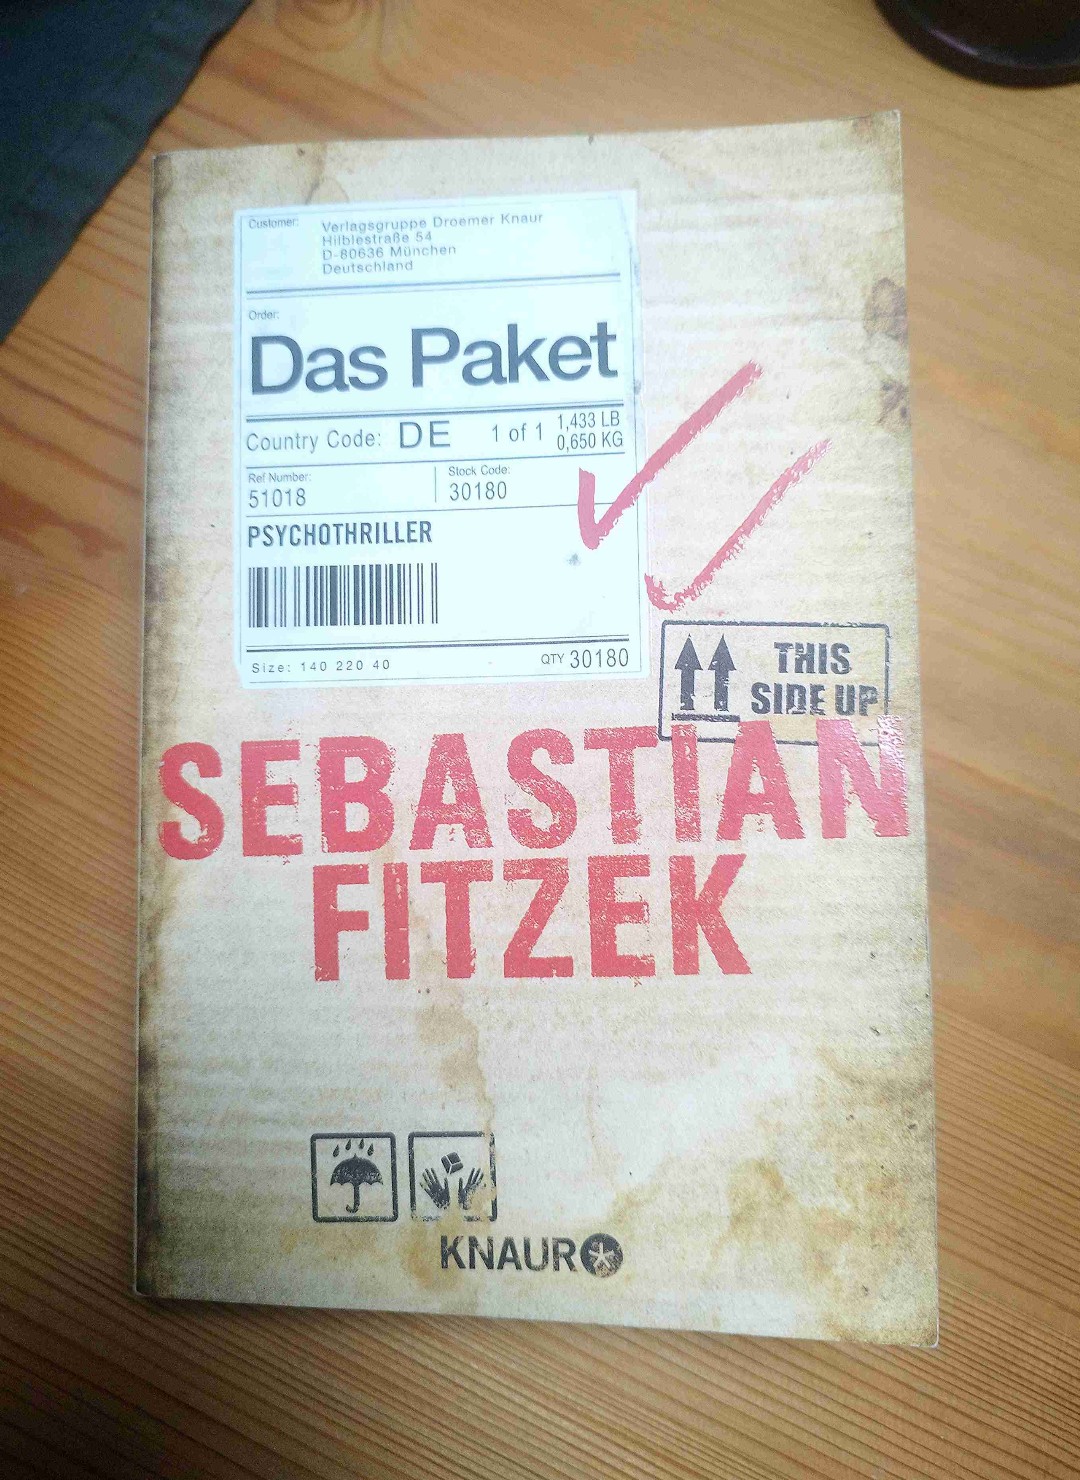 Customer: Verlagsgruppe Droemer Knaur
Hilblestraße 54
D-80636 München
Deutschland
Order:
Das Paket
Country Code: DE 1 of 1 1,433 LB
0,650 KG
Ref Number: Stock Code:
51018 30180
PSYCHOTHRILLER
Size: 140 220 40 QTY 30180
THIS
SIDE UP
SEBASTIAN
FITZEK
KNAUR